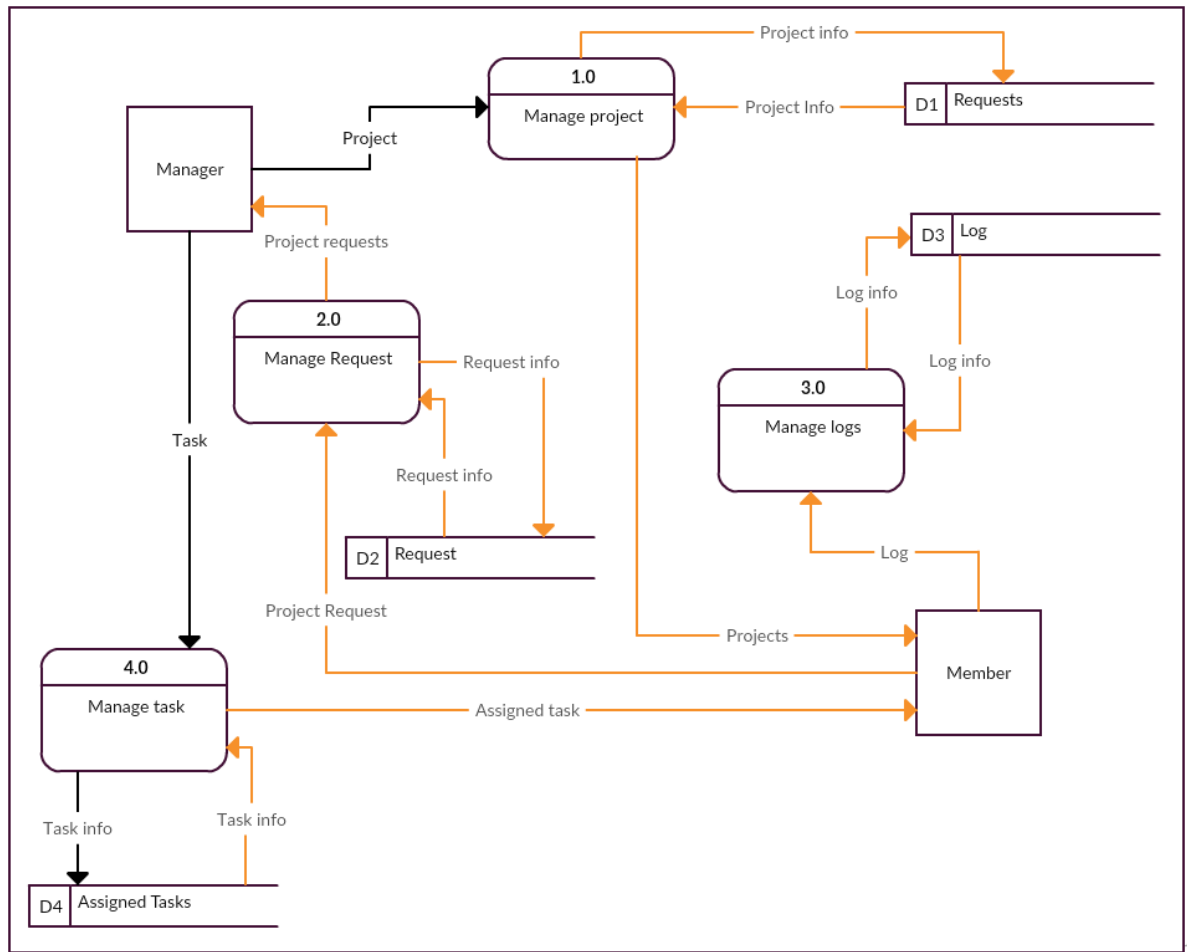 Project info
1.0
Manage project
Project Info
D1
Requests
Project
Manager
Project requests
D3
Log
Log info
Log info
2.0
Manage Request
Request info
3.0
Manage logs
Task
Request info
D2
Request
Log
Project Request
Projects
4.0
Manage task
Member
Assigned task
Task info
Task info
D4
Assigned Tasks